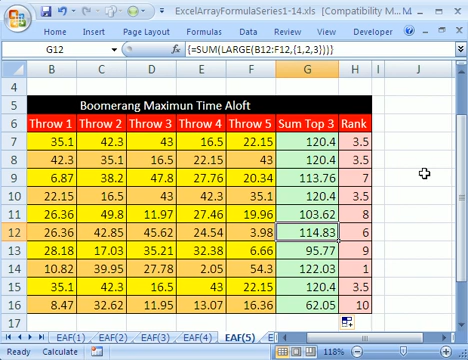 ExcelArrayFormulaSeries1-14.xls [Compatibility M...
Home Insert Page Layout Formulas Data Review View Developer
G12 {=SUM(LARGE(B12:F12,{1,2,3}))}
B C D E F G H I J
4
5 Boomerang Maximun Time Aloft
6 Throw 1 Throw 2 Throw 3 Throw 4 Throw 5 Sum Top 3 Rank
7 35.1 42.3 43 16.5 22.15 120.4 3.5
8 42.3 35.1 16.5 22.15 43 120.4 3.5
9 6.87 38.2 47.8 27.76 20.34 113.76 7
10 22.15 16.5 43 42.3 35.1 120.4 3.5
11 26.36 49.8 11.97 27.46 19.96 103.62 8
12 26.36 42.85 45.62 24.54 3.98 114.83 6
13 28.18 17.03 35.21 32.38 6.66 95.77 9
14 10.82 39.95 27.78 2.05 54.3 122.03 1
15 35.1 42.3 16.5 43 22.15 120.4 3.5
16 8.47 32.62 11.95 13.07 16.36 62.05 10
17
EAF(1) EAF(2) EAF(3) EAF(4) EAF(5)
Ready Calculate 118%